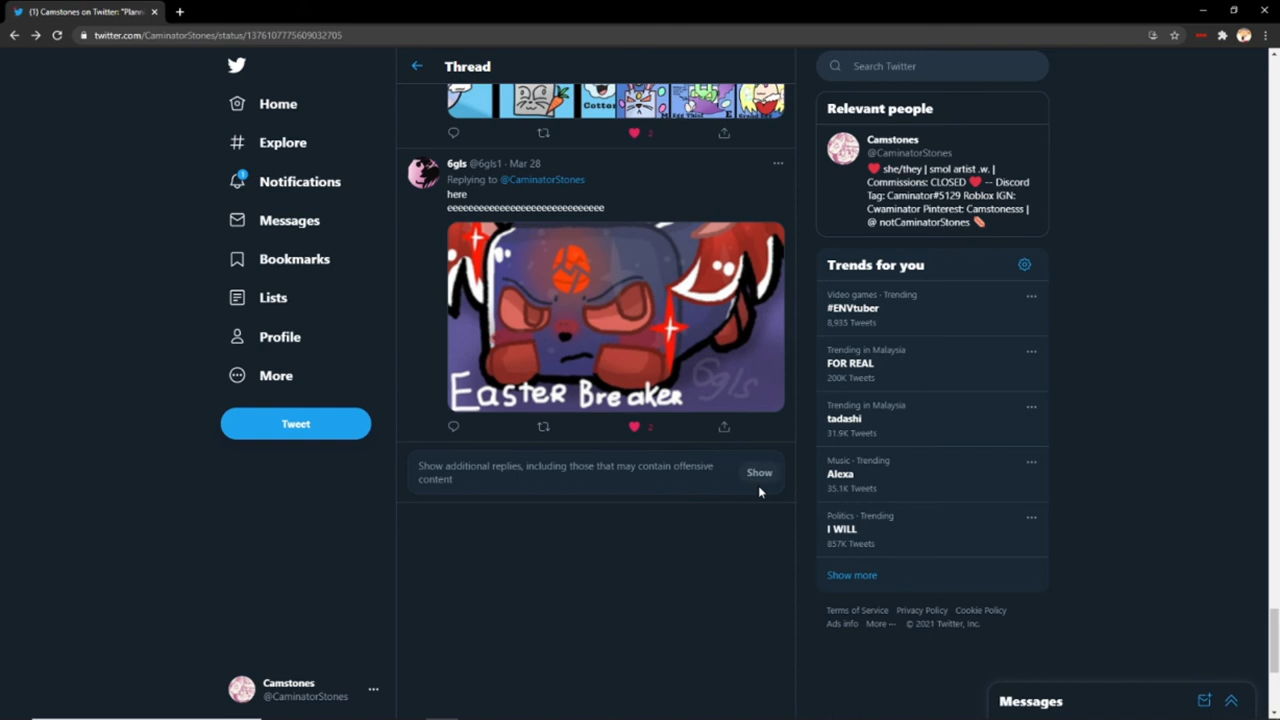 (1) Camstones on Twitter: "Plann
twitter.com/CaminatorStones/status/1376107775609032705
Home
Explore
1
Notifications
Messages
Bookmarks
Lists
Profile
More
Tweet
Camstones
@CaminatorStones
Thread
Cotto
2
6gls @6gls1 · Mar 28
Replying to @CaminatorStones
here
eeeeeeeeeeeeeeeeeeeeeeeeeeeeee
6gls
Easter Breaker
2
Show additional replies, including those that may contain offensive
content
Show
Search Twitter
Relevant people
Camstones
@CaminatorStones
she/they | smol artist .w. |
Commissions: CLOSED -- Discord
Tag: Caminator#5129 Roblox IGN:
Cwaminator Pinterest: Camstonesss |
@ notCaminatorStones
Trends for you
Video games · Trending
#ENVtuber
8,935 Tweets
Trending in Malaysia
FOR REAL
200K Tweets
Trending in Malaysia
tadashi
31.9K Tweets
Music · Trending
Alexa
35.1K Tweets
Politics · Trending
I WILL
857K Tweets
Show more
Terms of Service Privacy Policy Cookie Policy
Ads info More ··· © 2021 Twitter, Inc.
Messages